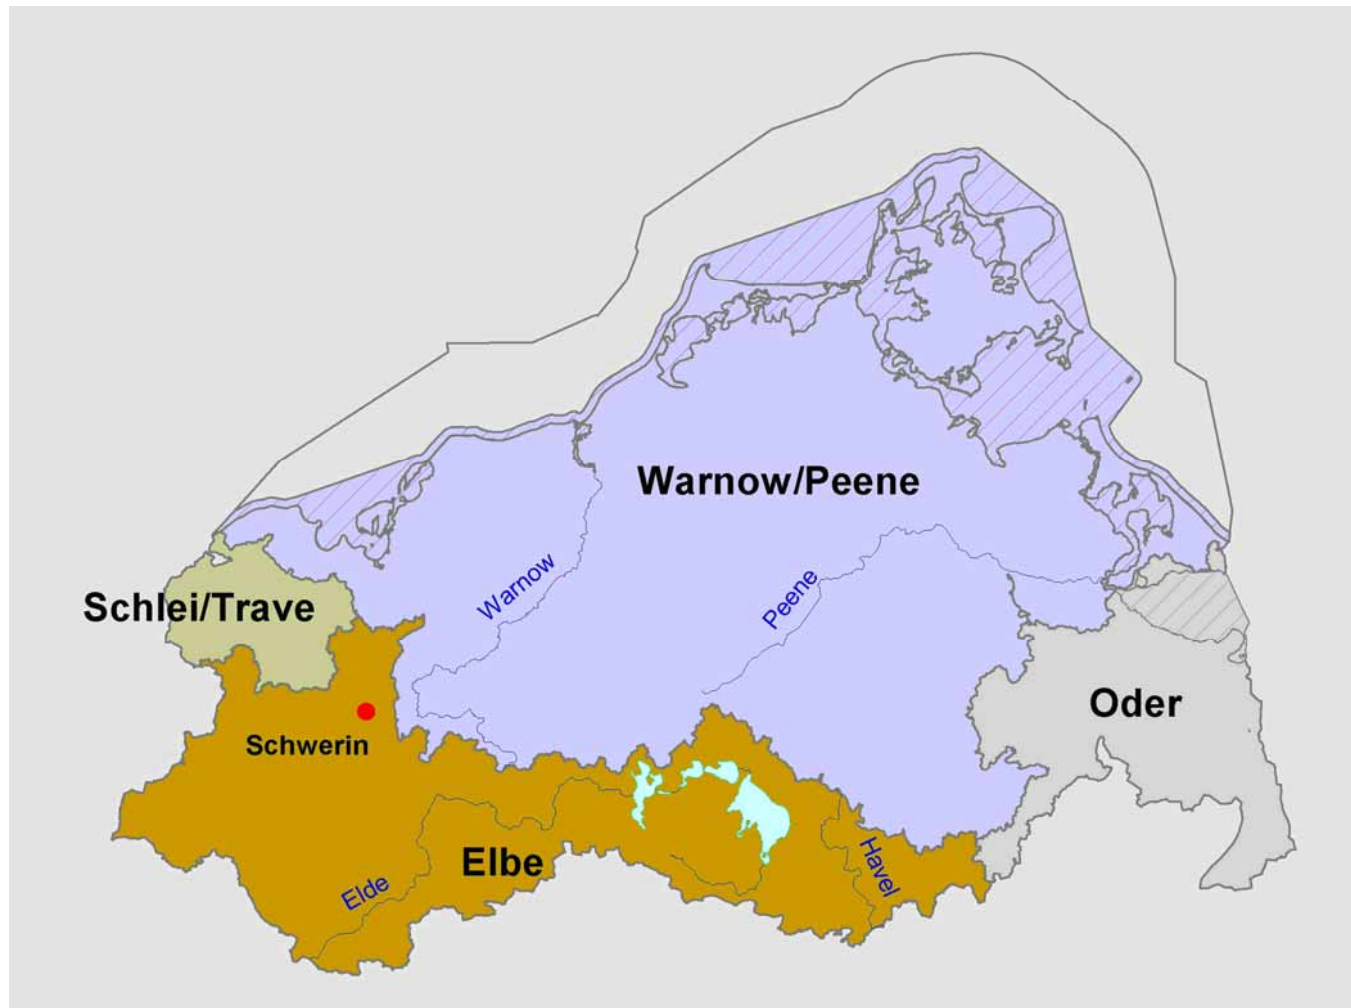 Warnow/Peene
Warnow
Peene
Schlei/Trave
Oder
Schwerin
Elbe
Elde
Havel